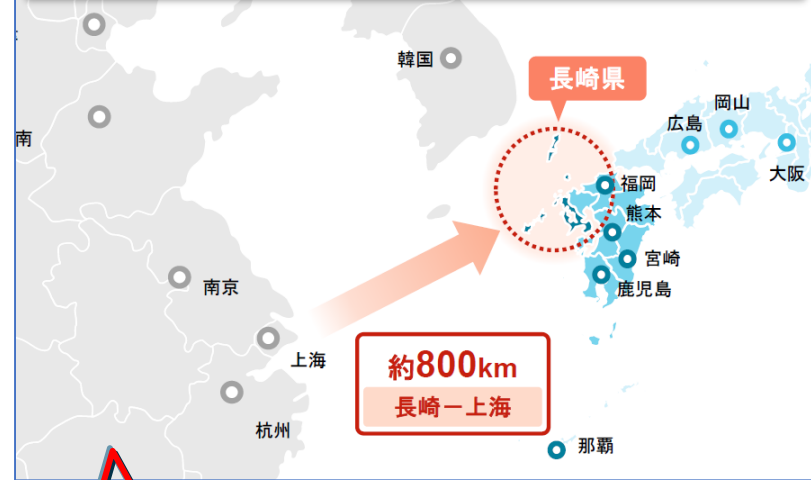 韓国
長崎県
岡山
広島
大阪
南
福岡
熊本
宮崎
鹿児島
南京
上海
約800km
長崎ー上海
杭州
那覇